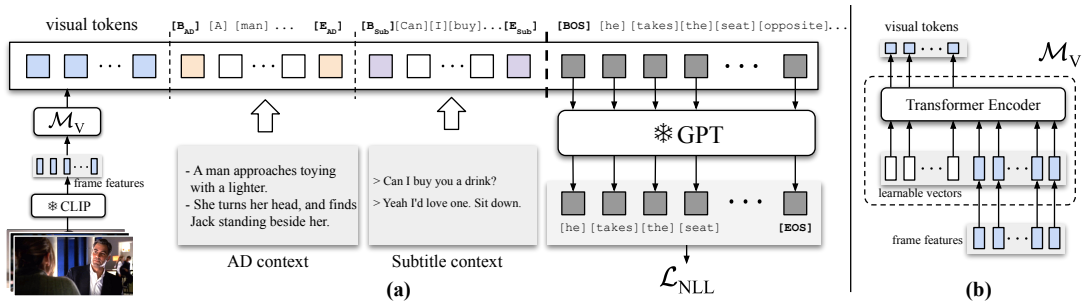 visual tokens
[B_AD] [A] [man] ... [E_AD]
[B_Sub][Can][I][buy]... [E_Sub]
[BOS] [he] [takes][the][seat][opposite]...
M_V
frame features
CLIP
- A man approaches toying
with a lighter.
- She turns her head, and finds
Jack standing beside her.
AD context
> Can I buy you a drink?
> Yeah I'd love one. Sit down.
Subtitle context
GPT
[he] [takes][the] [seat] [EOS]
L_NLL
(a)
visual tokens
M_V
Transformer Encoder
learnable vectors
frame features
(b)